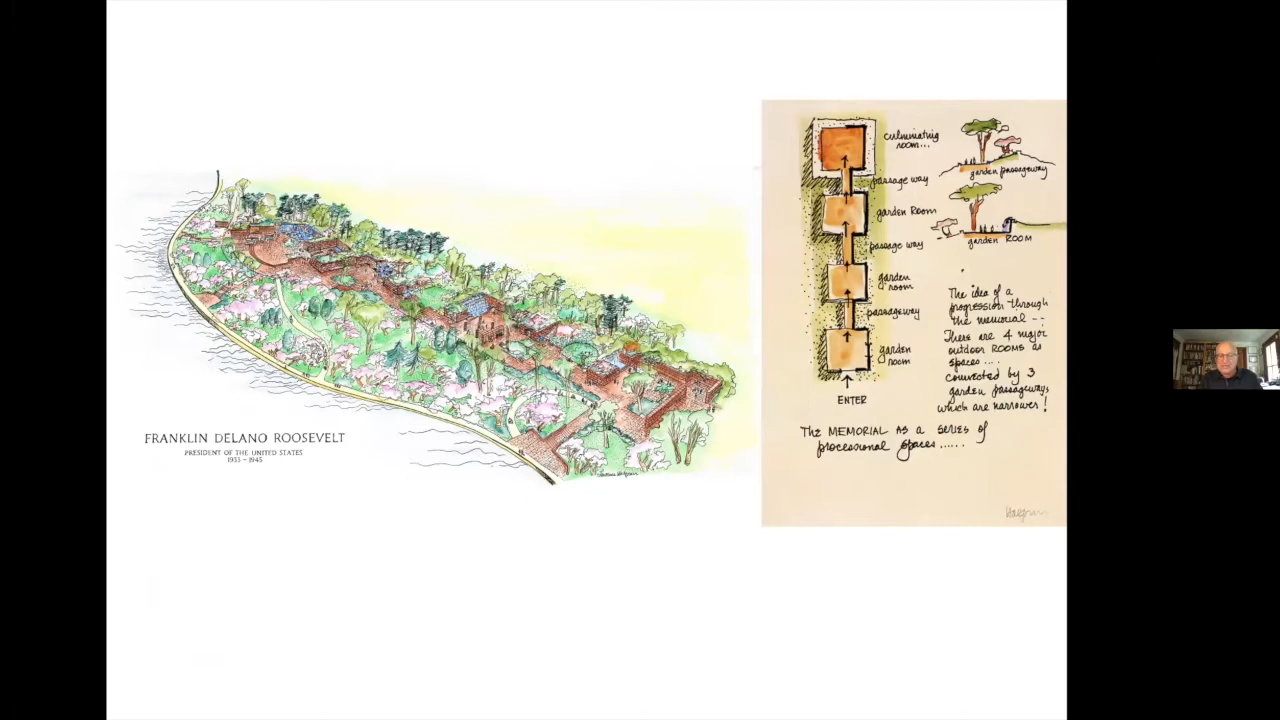 FRANKLIN DELANO ROOSEVELT
PRESIDENT OF THE UNITED STATES
1933 - 1945
culminating
room...
passage way
garden Room
passage way
garden
room
passageway
garden
room
ENTER
garden passageway
garden ROOM
The idea of a
progression through
the memorial --
There are 4 major
outdoor ROOMS as
spaces....
connected by 3
garden passageways
which are narrower!
The MEMORIAL as a series of
processional spaces......